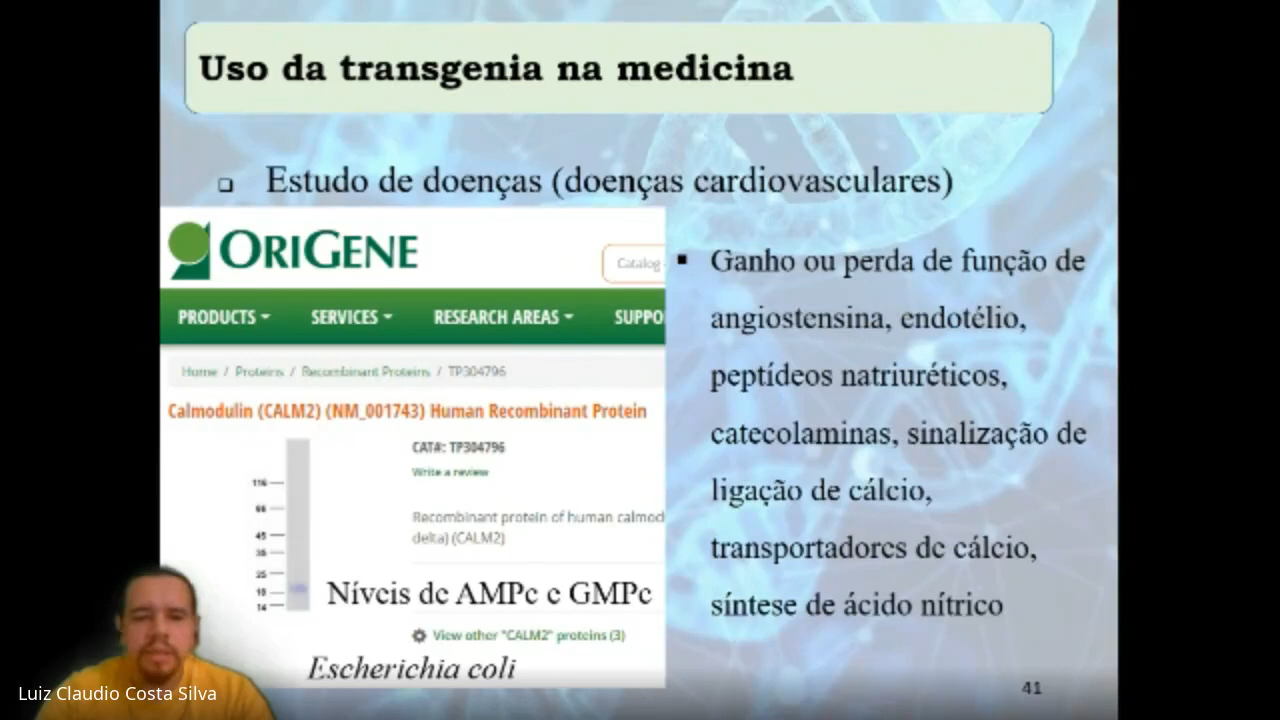 Uso da transgenia na medicina
Estudo de doenças (doenças cardiovasculares)
ORIGENE
Catalog
PRODUCTS
SERVICES
RESEARCH AREAS
SUPPO
Home / Proteins / Recombinant Proteins / TP304796
Calmodulin (CALM2) (NM_001743) Human Recombinant Protein
CAT#: TP304796
Write a review
Recombinant protein of human calmod
delta) (CALM2)
116
66
45
35
25
18
14
Níveis de AMPc e GMPc
View other "CALM2" proteins (3)
Escherichia coli
Ganho ou perda de função de
angiostensina, endotélio,
peptídeos natriuréticos,
catecolaminas, sinalização de
ligação de cálcio,
transportadores de cálcio,
síntese de ácido nítrico
Luiz Claudio Costa Silva
41